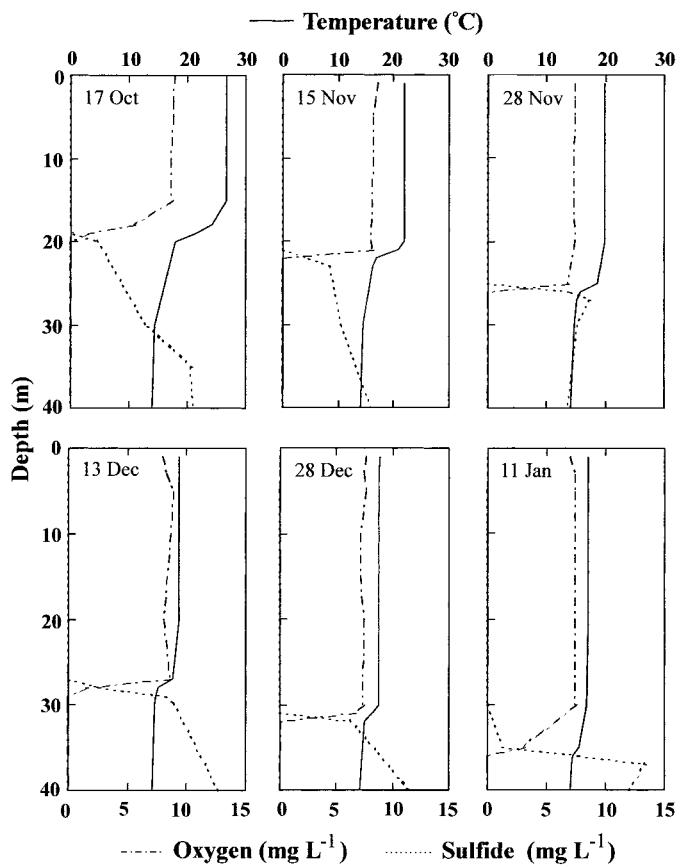 Temperature (°C)
0 10 20 30 0 10 20 30 0 10 20 30
0
17 Oct
15 Nov
28 Nov
10
20
30
40
Depth (m)
0
13 Dec
28 Dec
11 Jan
10
20
30
40
0 5 10 15 0 5 10 15 0 5 10 15
Oxygen (mg L-1) Sulfide (mg L-1)